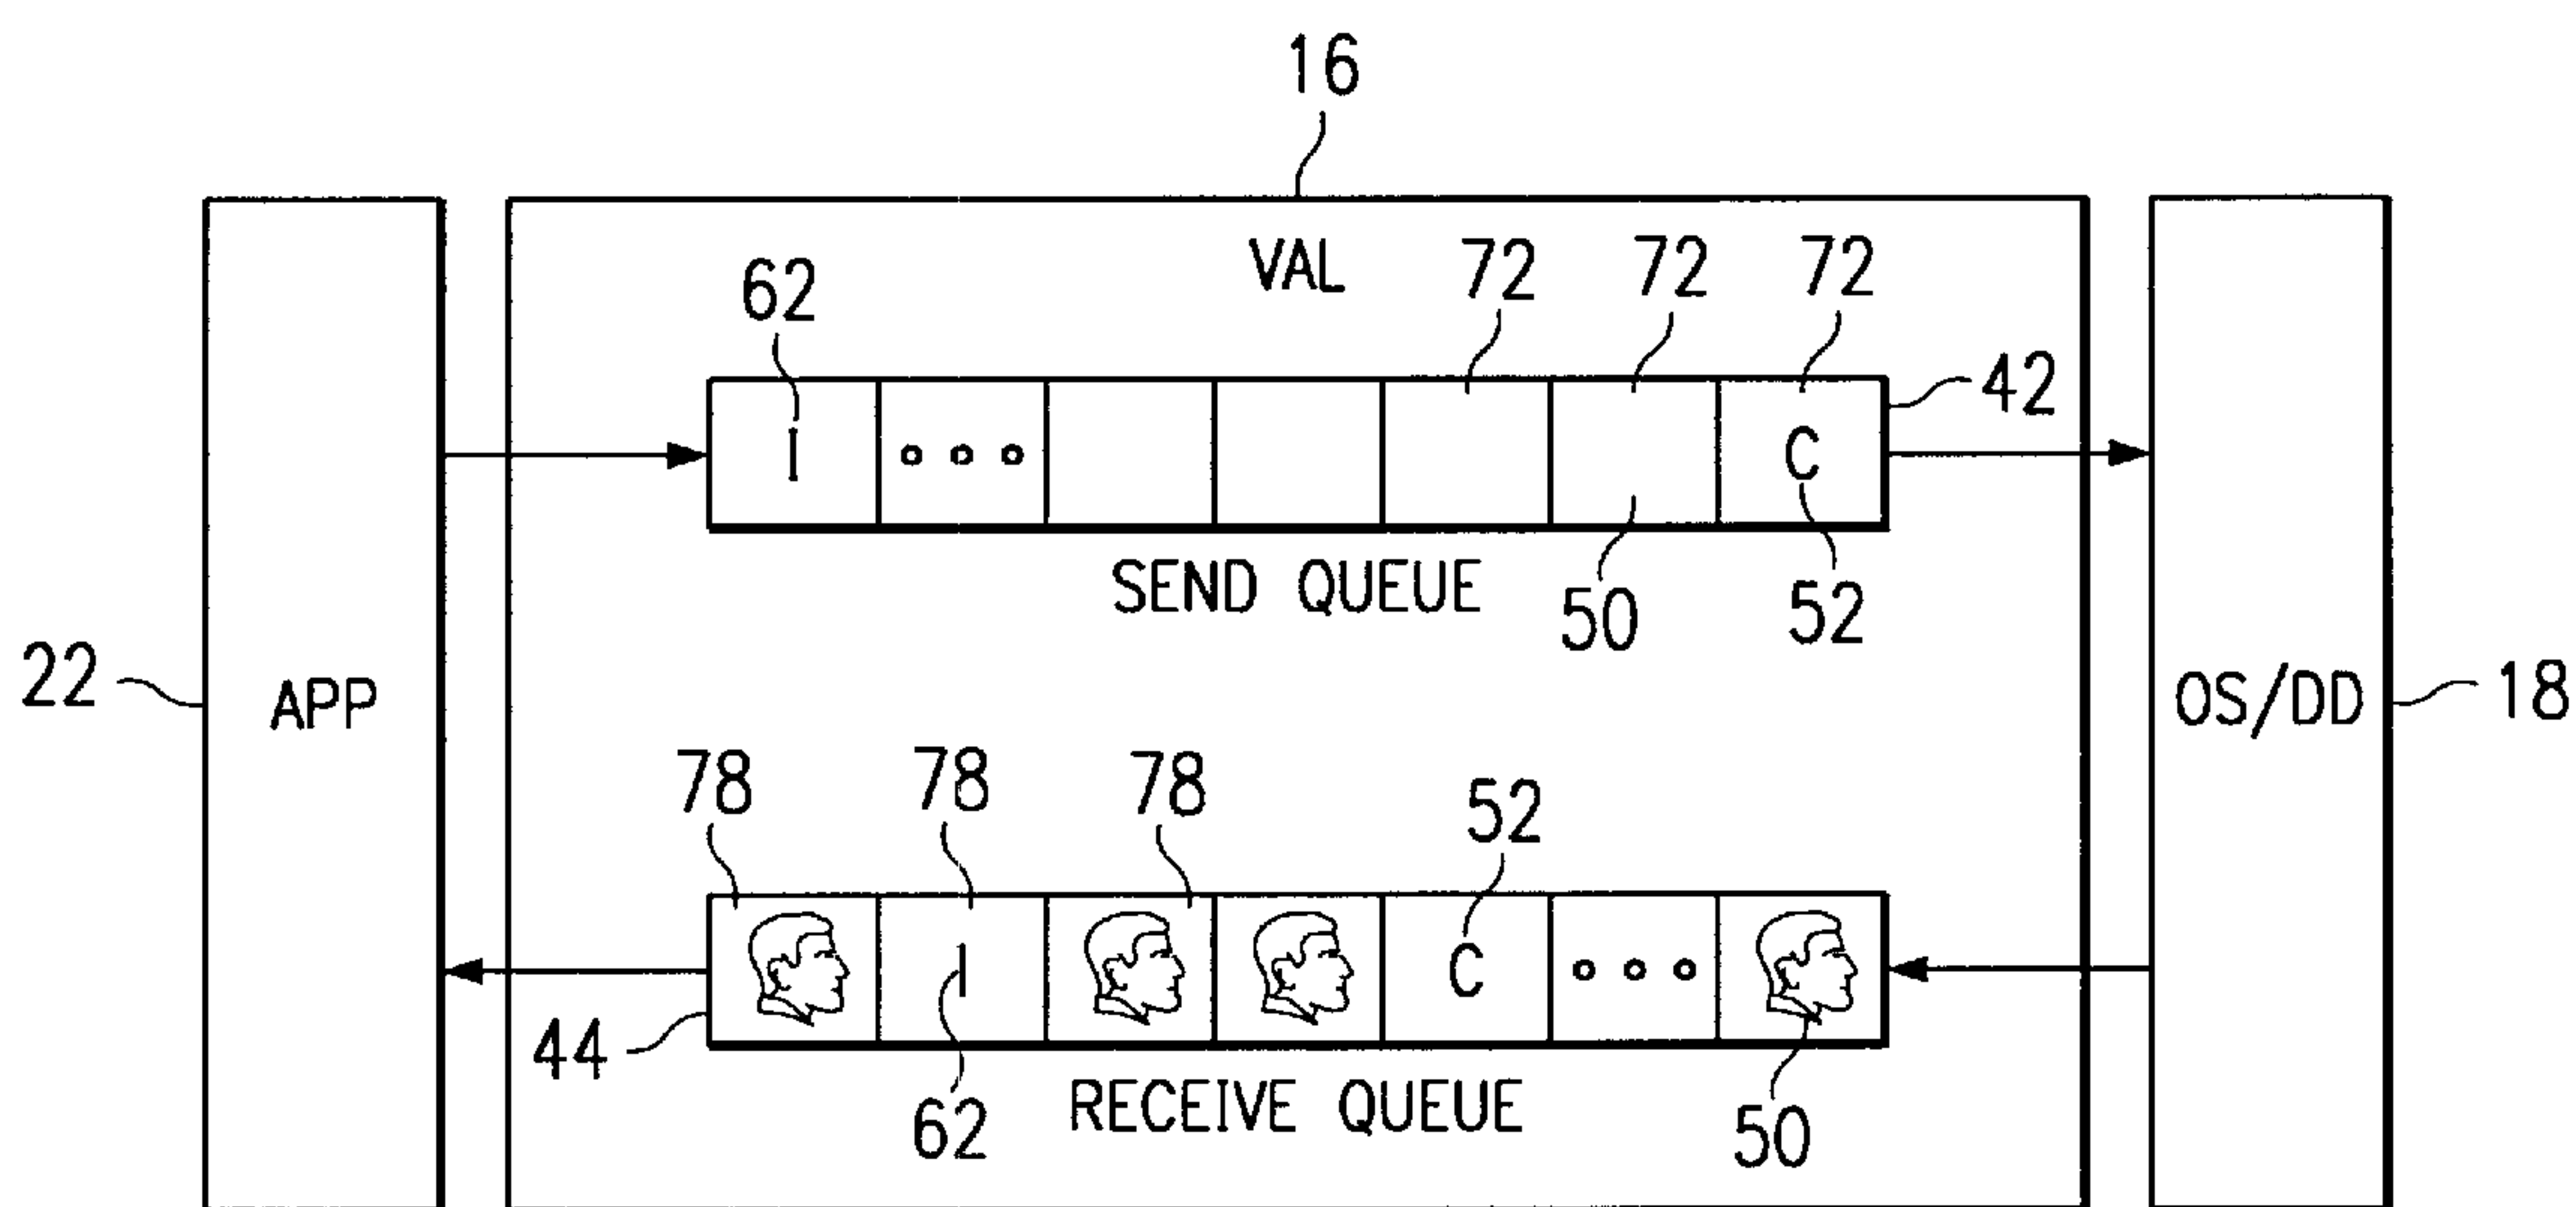 16
VAL
62 72 72 72
42
I C
SEND QUEUE
50 52
22 APP OS/DD 18
78 78 78 52
I C
44
62 RECEIVE QUEUE 50